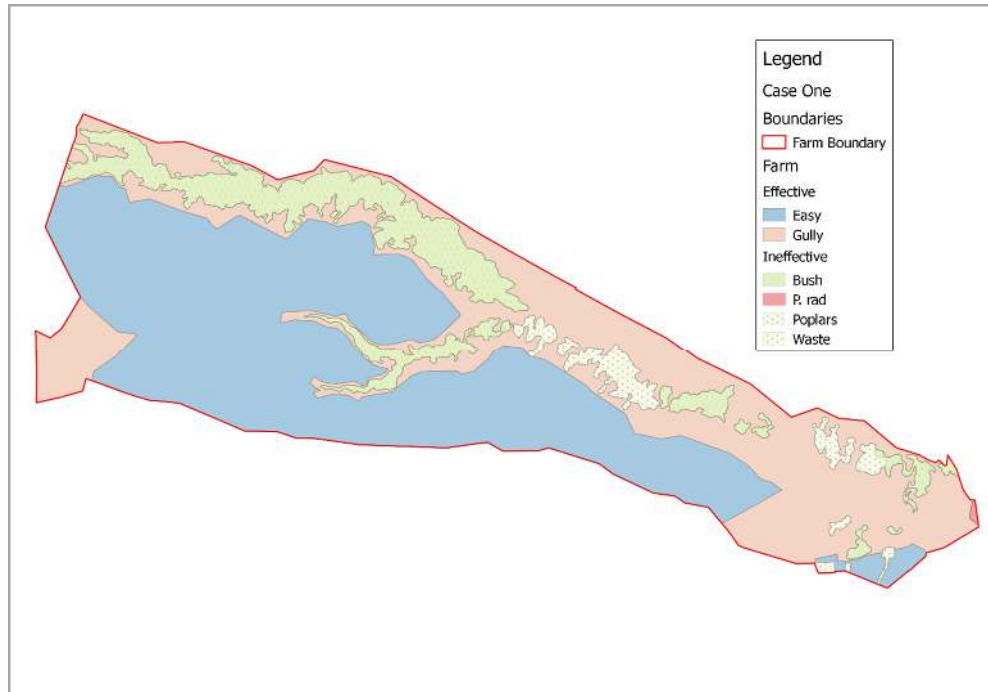 Legend
Case One
Boundaries
Farm Boundary
Farm
Effective
Easy
Gully
Ineffective
Bush
P. rad
Poplars
Waste